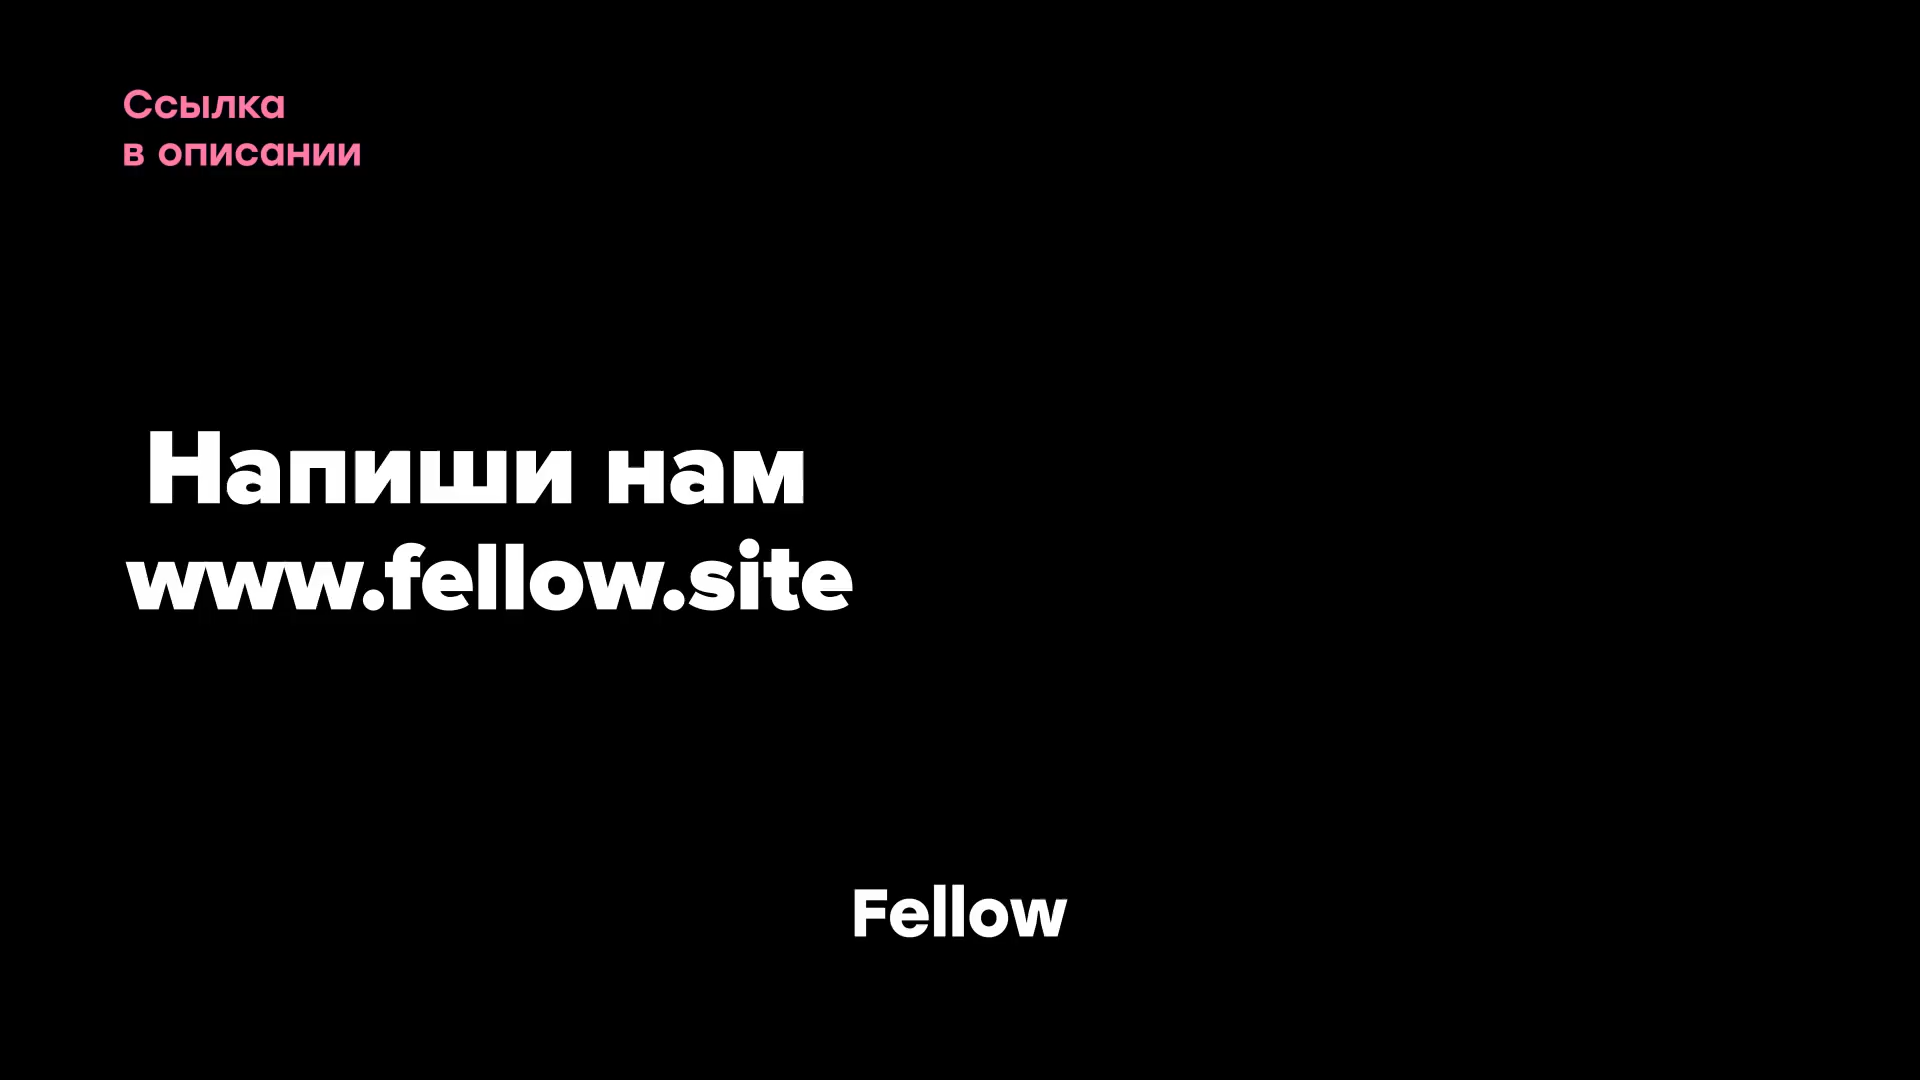 Ссылка
в описании
Напиши нам
www.fellow.site
Fellow